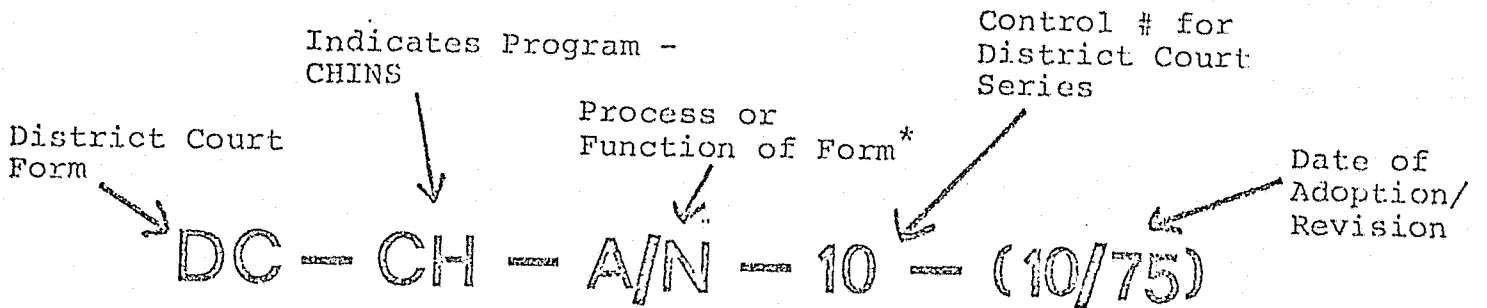 Indicates Program -
CHINS
Control # for
District Court
Series
Process or
Function of Form*
District Court
Form
Date of
Adoption/
Revision
DC - CH - A/N - 10 - (10/75)